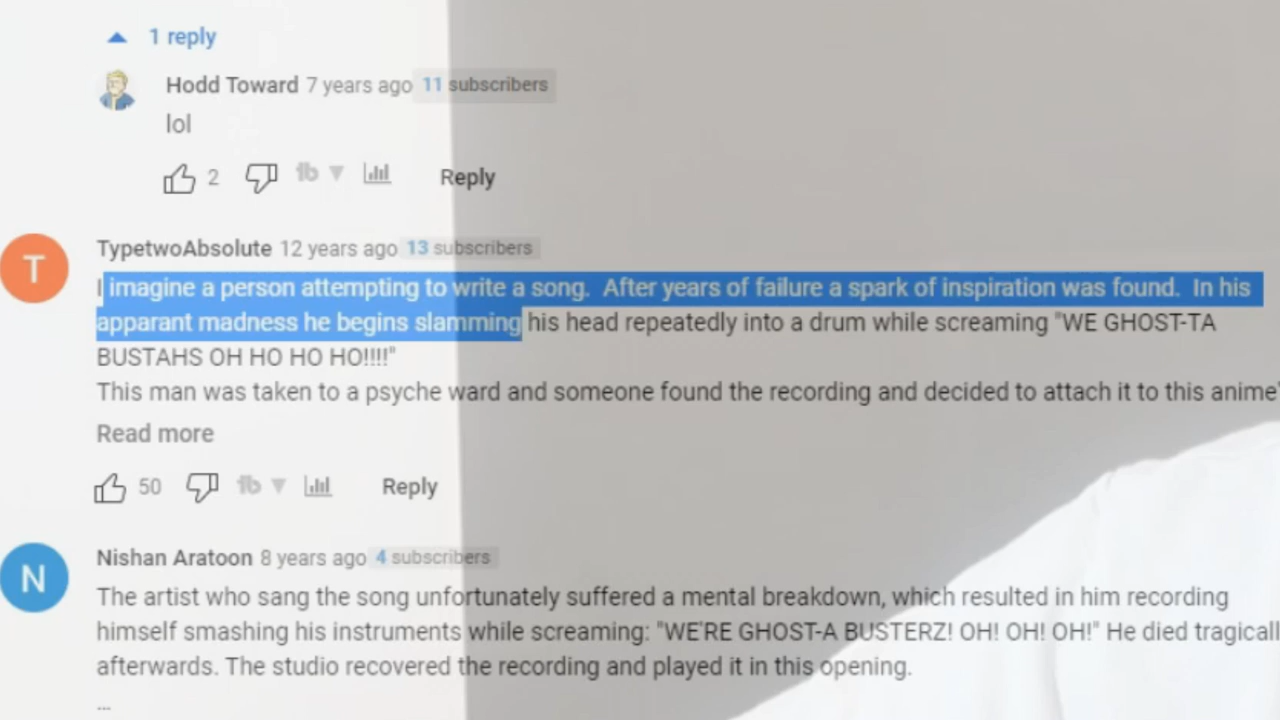 1 reply
Hodd Toward 7 years ago 11 subscribers
lol
2 Reply
T
TypetwoAbsolute 12 years ago 13 subscribers
I imagine a person attempting to write a song.  After years of failure a spark of inspiration was found.  In his
apparant madness he begins slamming his head repeatedly into a drum while screaming "WE GHOST-TA
BUSTAHS OH HO HO HO!!!!"
This man was taken to a psyche ward and someone found the recording and decided to attach it to this anime'
Read more
50 Reply
N
Nishan Aratoon 8 years ago 4 subscribers
The artist who sang the song unfortunately suffered a mental breakdown, which resulted in him recording
himself smashing his instruments while screaming: "WE'RE GHOST-A BUSTERZ! OH! OH! OH!" He died tragicall
afterwards. The studio recovered the recording and played it in this opening.
...